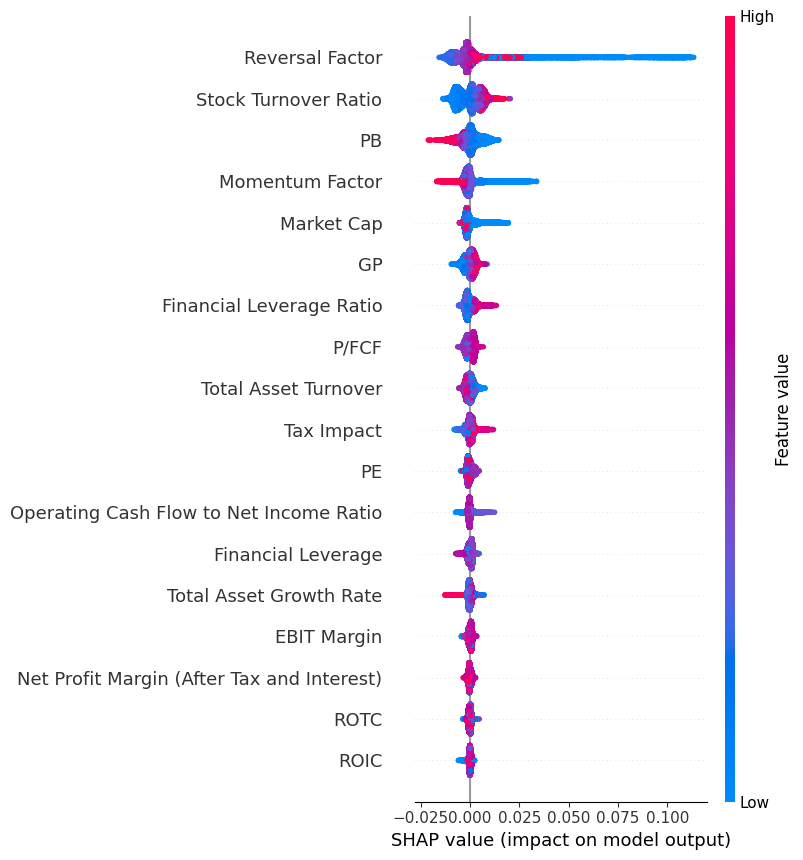 High
Reversal Factor
Stock Turnover Ratio
PB
Momentum Factor
Market Cap
GP
Financial Leverage Ratio
P/FCF
Total Asset Turnover
Tax Impact
PE
Operating Cash Flow to Net Income Ratio
Financial Leverage
Total Asset Growth Rate
EBIT Margin
Net Profit Margin (After Tax and Interest)
ROTC
ROIC
Feature value
Low
−0.025 0.000 0.025 0.050 0.075 0.100
SHAP value (impact on model output)